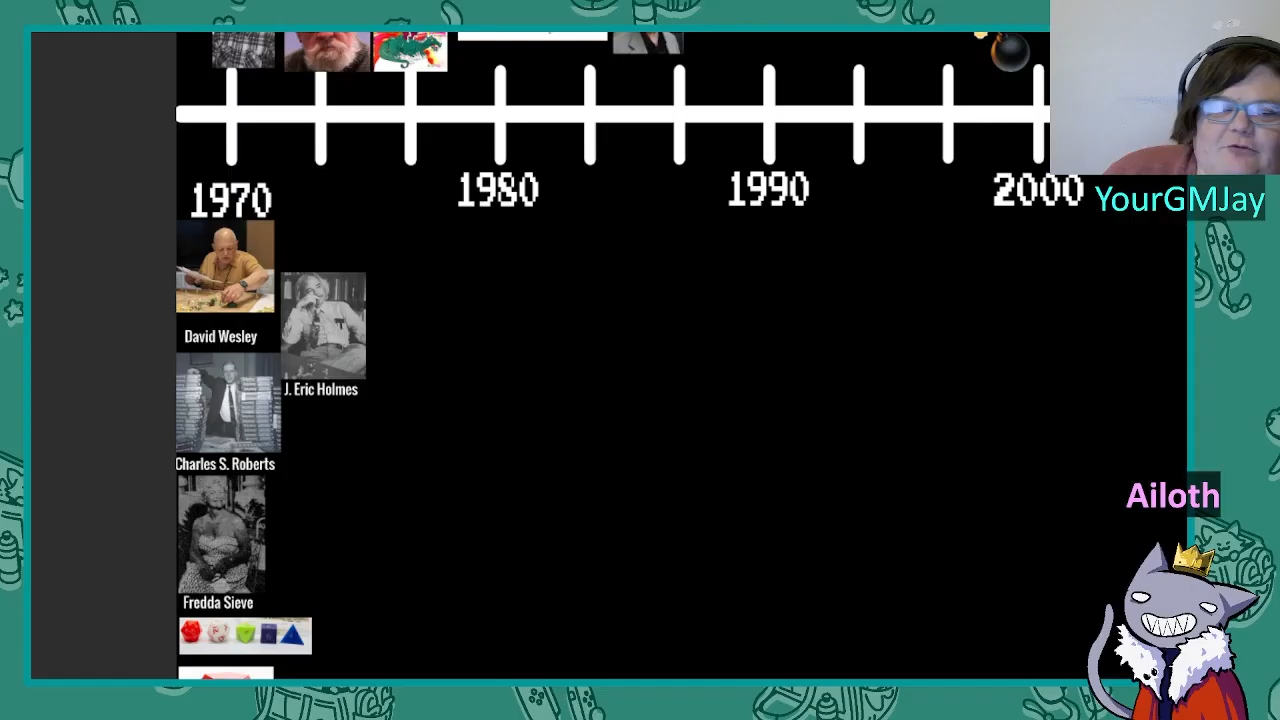 1970
1980
1990
2000
YourGMJay
David Wesley
J. Eric Holmes
Charles S. Roberts
Ailoth
Fredda Sieve